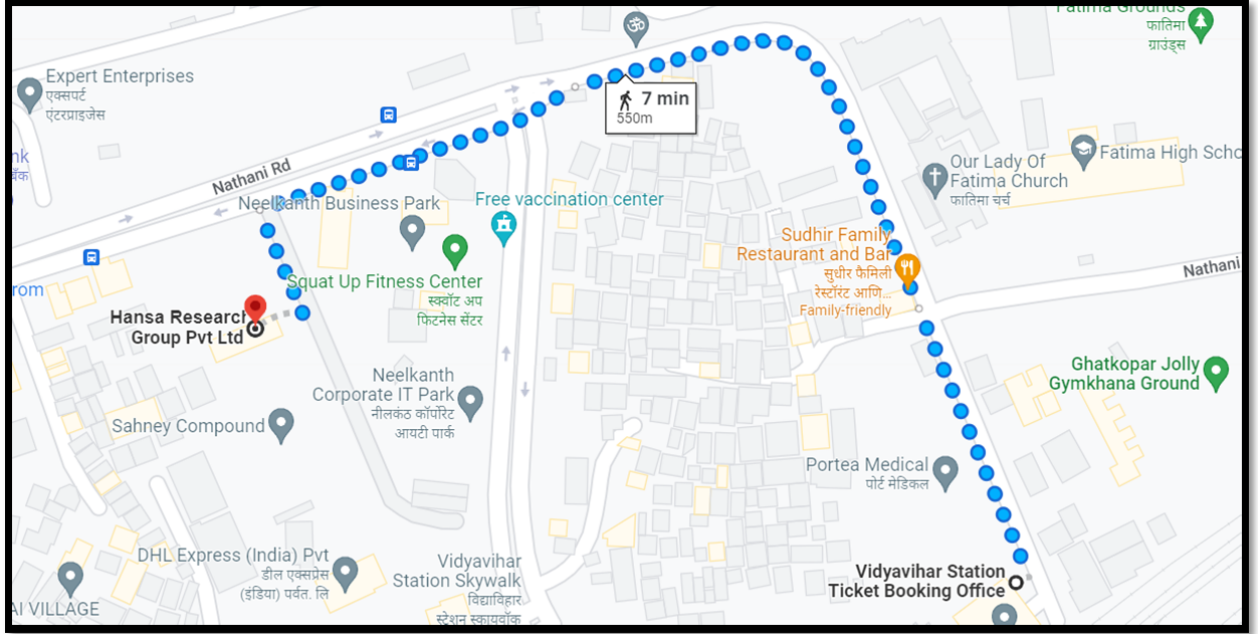 Fatima Grounds
फातिमा
ग्राउंड्स
Expert Enterprises
एक्सपर्ट
एंटरप्राइजेस
7 min
550m
nk
बँक
Our Lady Of
Fatima Church
फातिमा चर्च
Fatima High Scho
Nathani Rd
Neelkanth Business Park
Free vaccination center
Sudhir Family
Restaurant and Bar
सुधीर फैमिली
रेस्टॉरंट आणि...
Family-friendly
Nathani
rom
Squat Up Fitness Center
स्क्वॉट अप
फिटनेस सेंटर
Hansa Research
Group Pvt Ltd
Ghatkopar Jolly
Gymkhana Ground
Neelkanth
Corporate IT Park
नीलकंठ कॉर्पोरेट
आयटी पार्क
Sahney Compound
Portea Medical
पोर्ट मेडिकल
DHL Express (India) Pvt
डील एक्सप्रेस
(इंडिया) पर्वत. लि
Vidyavihar
Station Skywalk
विद्याविहार
स्टेशन स्कायवॉक
Vidyavihar Station
Ticket Booking Office
AI VILLAGE